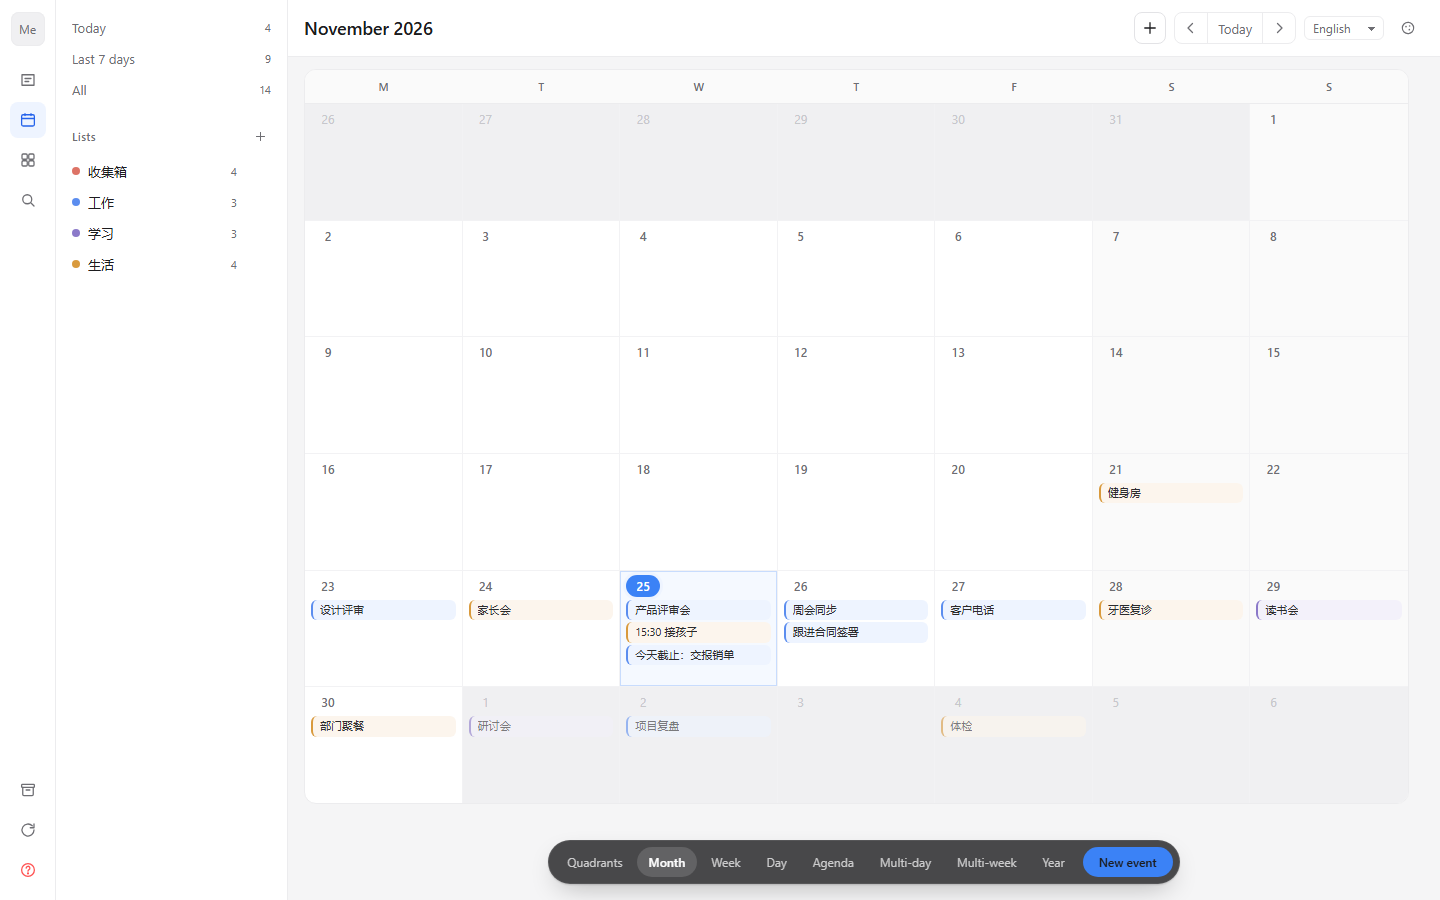 Me
Today 4
Last 7 days 9
All 14
Lists
收集箱 4
工作 3
学习 3
生活 4
November 2026
Today
English
M T W T F S S
26 27 28 29 30 31 1
2 3 4 5 6 7 8
9 10 11 12 13 14 15
16 17 18 19 20 21 22
健身房
23 24 25 26 27 28 29
设计评审 家长会 产品评审会 周会同步 客户电话 牙医复诊 读书会
15:30 接孩子 跟进合同签署
今天截止：交报销单
30 1 2 3 4 5 6
部门聚餐 研讨会 项目复盘 体检
Quadrants Month Week Day Agenda Multi-day Multi-week Year New event